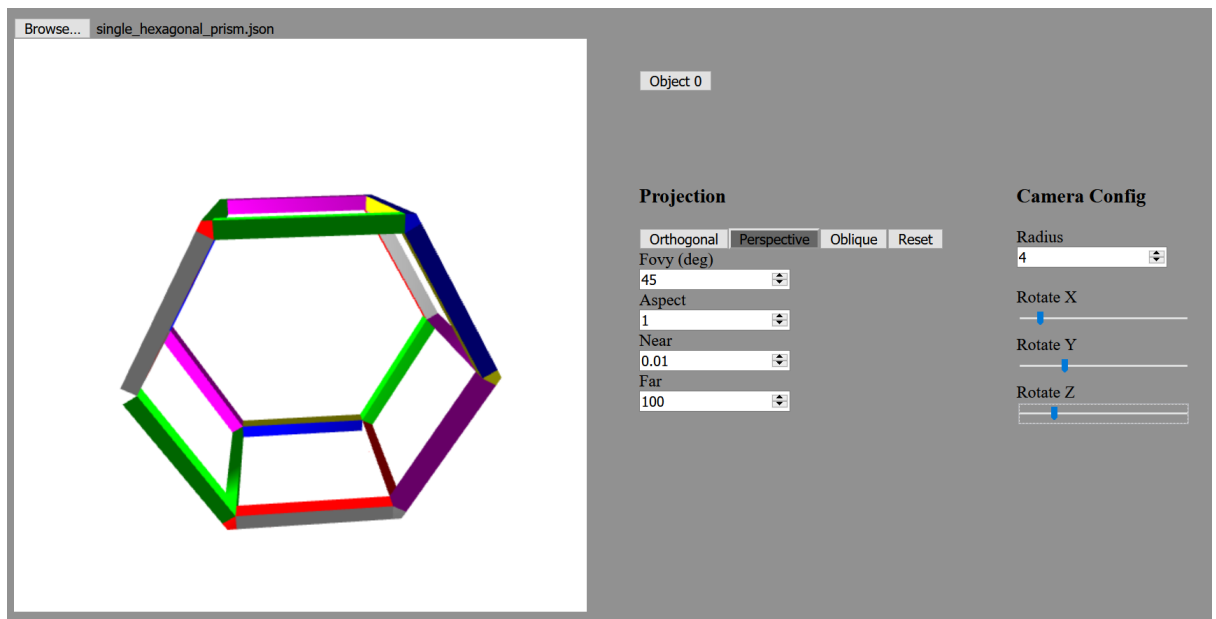 Browse... single_hexagonal_prism.json
Object 0
Projection
Orthogonal Perspective Oblique Reset
Fovy (deg)
45
Aspect
1
Near
0.01
Far
100
Camera Config
Radius
4
Rotate X
Rotate Y
Rotate Z